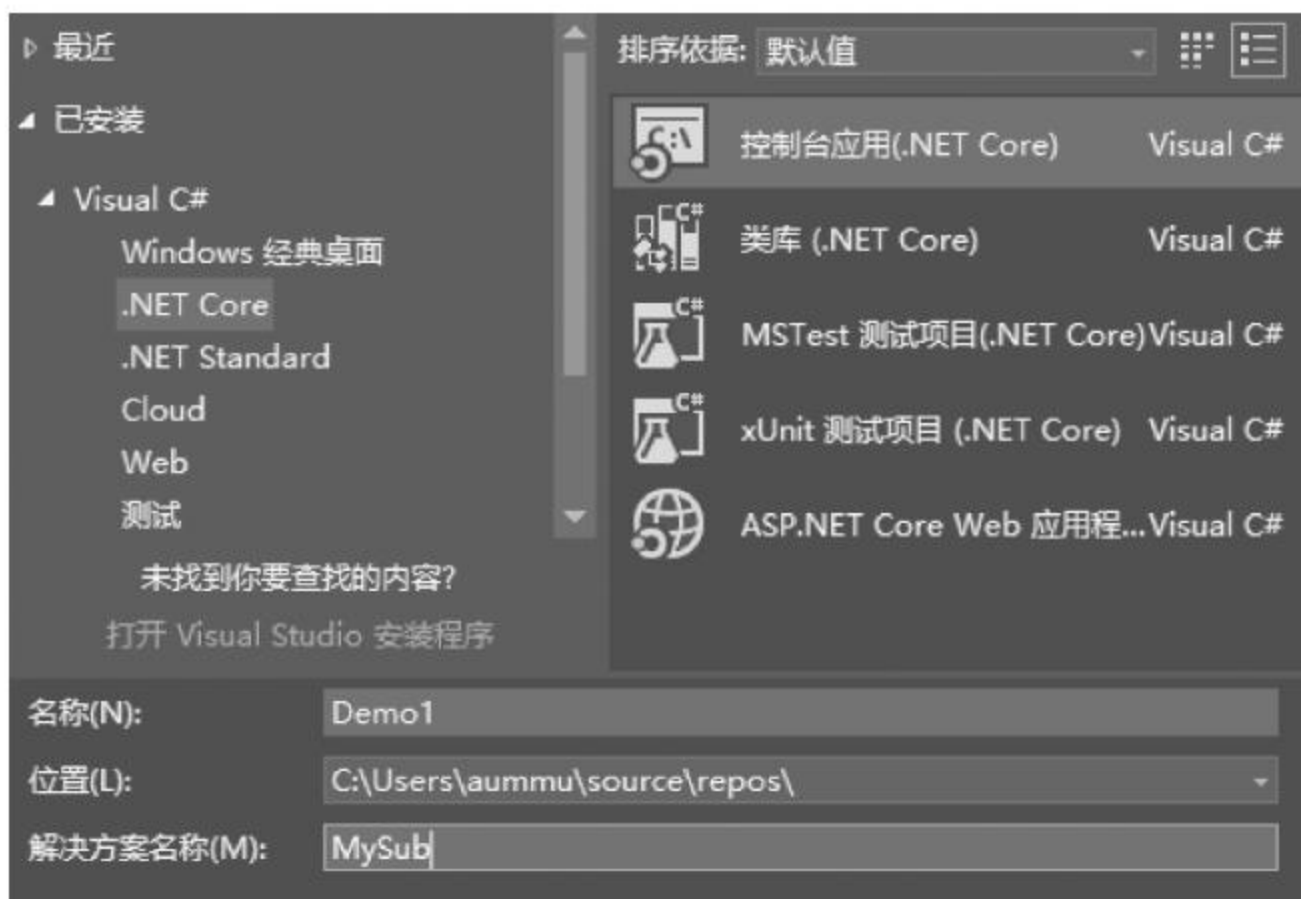 最近
已安装
Visual C#
Windows 经典桌面
.NET Core
.NET Standard
Cloud
Web
测试
未找到你要查找的内容?
打开 Visual Studio 安装程序
排序依据: 默认值
控制台应用(.NET Core) Visual C#
类库 (.NET Core) Visual C#
MSTest 测试项目(.NET Core) Visual C#
xUnit 测试项目 (.NET Core) Visual C#
ASP.NET Core Web 应用程... Visual C#
名称(N): Demo1
位置(L): C:\Users\aummu\source\repos\
解决方案名称(M): MySub